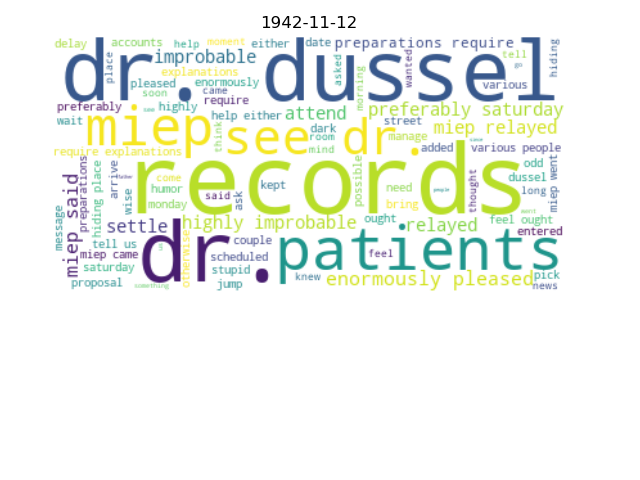 1942-11-12
delay accounts help moment either date preparations require
dr. dussel
improbable
place
explanations
asked
wanted
tell
go
hiding
pleased enormously
came
morning
various
preferably highly require
preferably saturday
miep see dr.
wait
help either
attend
street
miep relayed
dark
room
manage
think
mind
added various people
require explanations
records
odd
dussel
long
miep went
arrive
wise
come
humor
monday
said
ask
kept
possible
need
bring
thought
people
hiding place
preparations
miep said
message
settle highly improbable
ought
relayed feel ought
entered
dr. patients
tell us
miep came
saturday
proposal
something
otherwise
couple
scheduled
stupid
jump
knew
feel
enormously pleased
pick
news
soon